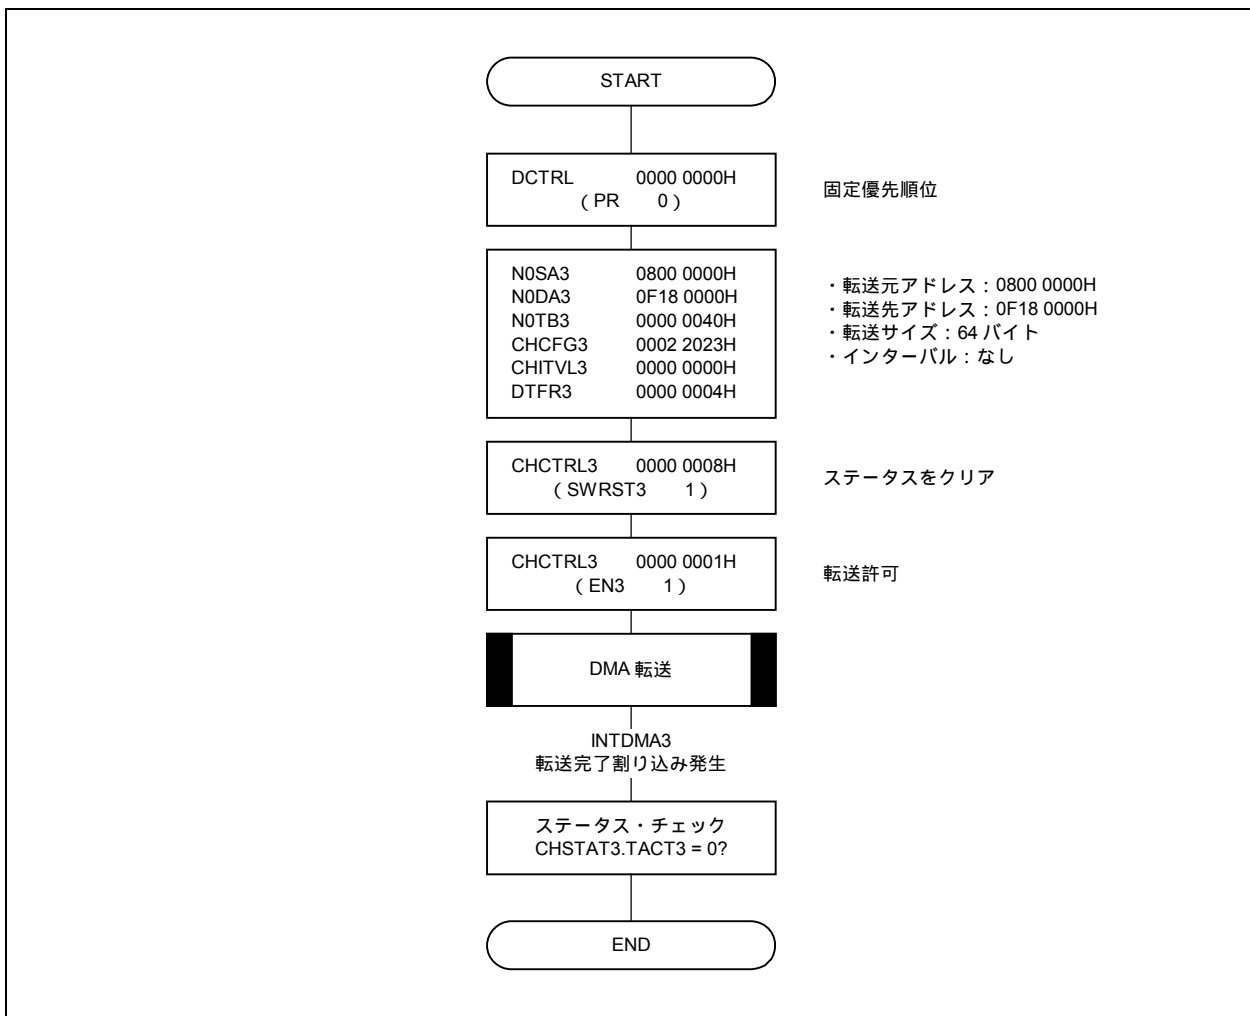 START
DCTRL 0000 0000H
( PR 0 )
固定優先順位
N0SA3 0800 0000H
N0DA3 0F18 0000H
N0TB3 0000 0040H
CHCFG3 0002 2023H
CHITVL3 0000 0000H
DTFR3 0000 0004H
・転送元アドレス：0800 0000H
・転送先アドレス：0F18 0000H
・転送サイズ：64 バイト
・インターバル：なし
CHCTRL3 0000 0008H
( SWRST3 1 )
ステータスをクリア
CHCTRL3 0000 0001H
( EN3 1 )
転送許可
DMA 転送
INTDMA3
転送完了割り込み発生
ステータス・チェック
CHSTAT3.TACT3 = 0?
END